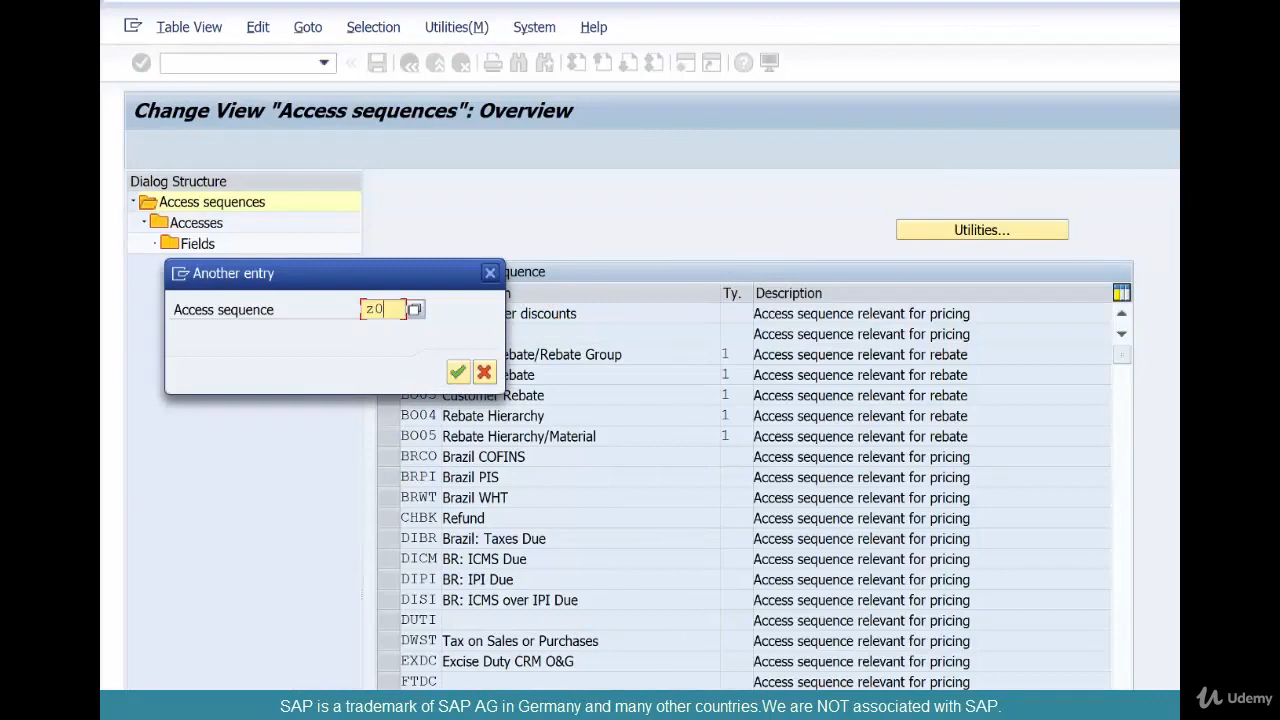 Table View Edit Goto Selection Utilities(M) System Help
Change View "Access sequences": Overview
Dialog Structure
Access sequences
Accesses
Fields
Utilities...
Another entry
Access sequence z0
Ty. Description
er discounts Access sequence relevant for pricing
Access sequence relevant for pricing
ebate/Rebate Group 1 Access sequence relevant for rebate
ebate 1 Access sequence relevant for rebate
Customer Rebate 1 Access sequence relevant for rebate
BO04 Rebate Hierarchy 1 Access sequence relevant for rebate
BO05 Rebate Hierarchy/Material 1 Access sequence relevant for rebate
BRCO Brazil COFINS Access sequence relevant for pricing
BRPI Brazil PIS Access sequence relevant for pricing
BRWT Brazil WHT Access sequence relevant for pricing
CHBK Refund Access sequence relevant for pricing
DIBR Brazil: Taxes Due Access sequence relevant for pricing
DICM BR: ICMS Due Access sequence relevant for pricing
DIPI BR: IPI Due Access sequence relevant for pricing
DISI BR: ICMS over IPI Due Access sequence relevant for pricing
DUTI Access sequence relevant for pricing
DWST Tax on Sales or Purchases Access sequence relevant for pricing
EXDC Excise Duty CRM O&G Access sequence relevant for pricing
FTDC Access sequence relevant for pricing
SAP is a trademark of SAP AG in Germany and many other countries.We are NOT associated with SAP.
Udemy